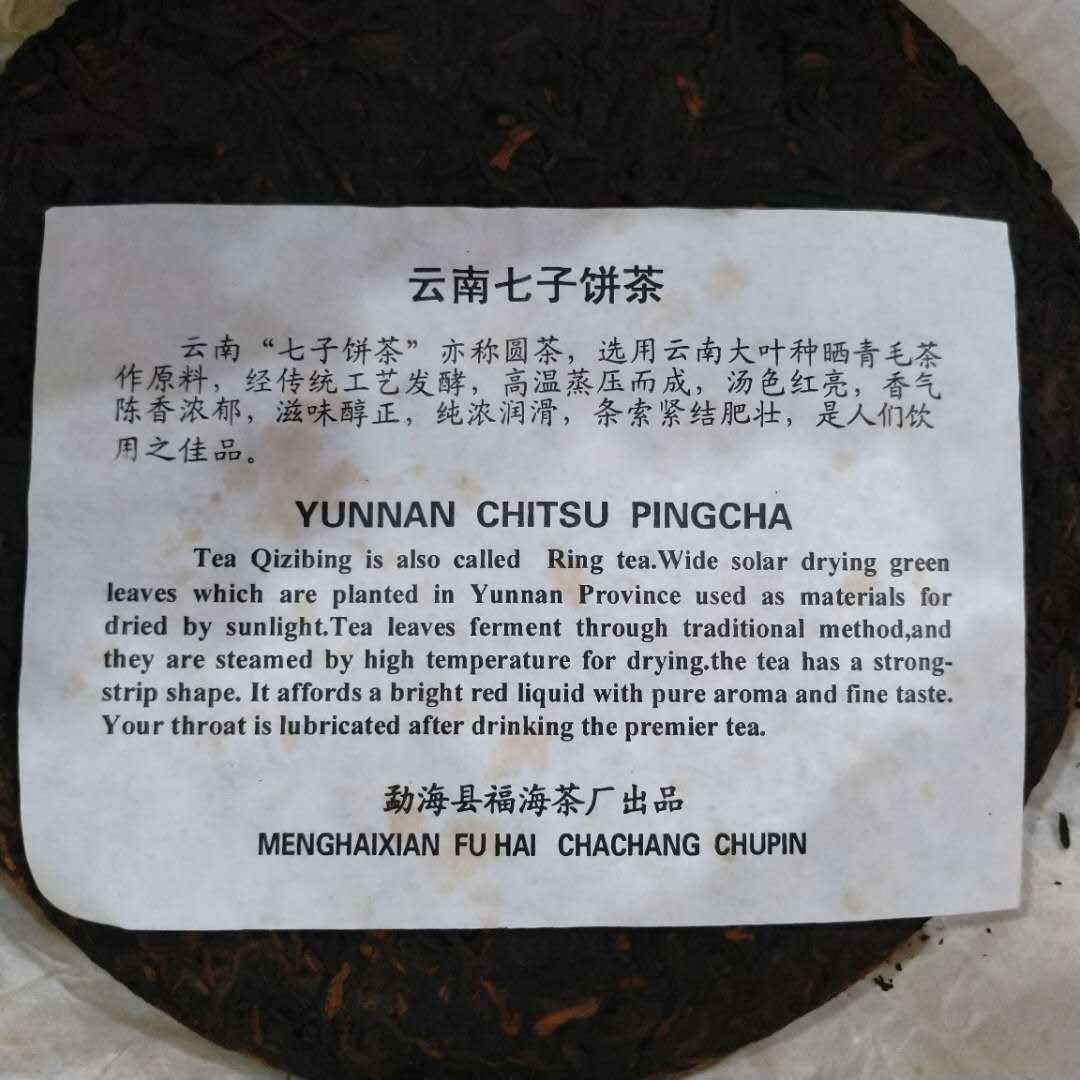 云南七子饼茶
云南“七子饼茶”亦称圆茶，选用云南大叶种晒青毛茶
作原料，经传统工艺发酵，高温蒸压而成，汤色红亮，香气
陈香浓郁，滋味醇正，纯浓润滑，条索紧结肥壮，是人们饮
用之佳品。
YUNNAN CHITSU PINGCHA
Tea Qizibing is also called Ring tea.Wide solar drying green
leaves which are planted in Yunnan Province used as materials for
dried by sunlight.Tea leaves ferment through traditional method,and
they are steamed by high temperature for drying.the tea has a strong-
strip shape. It affords a bright red liquid with pure aroma and fine taste.
Your throat is lubricated after drinking the premier tea.
勐海县福海茶厂出品
MENGHAIXIAN FU HAI CHACHANG CHUPIN